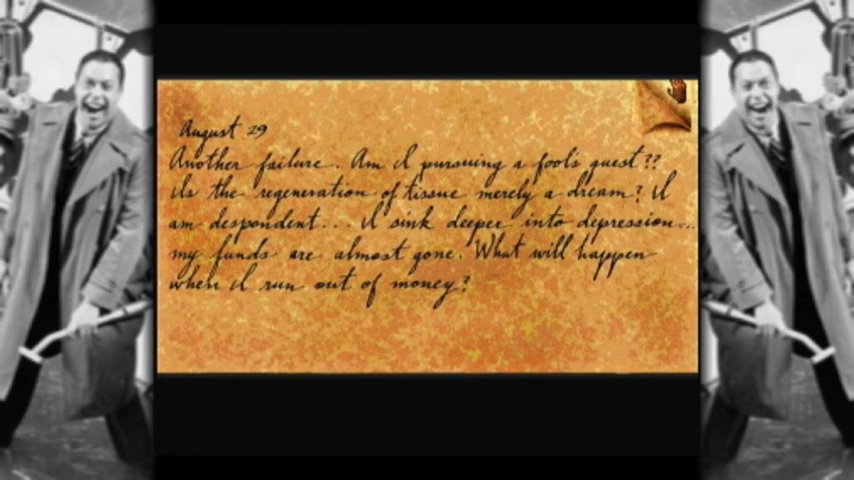 August 29
Another failure. Am I pursuing a fool's quest??
Is the regeneration of tissue merely a dream? I
am despondent... I sink deeper into depression...
my funds are almost gone. What will happen
when I run out of money?